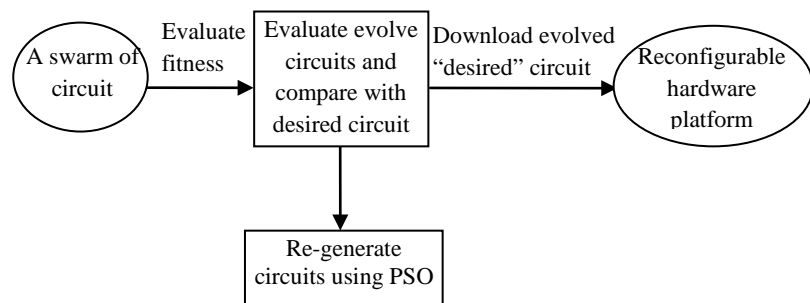 A swarm of
circuit
Evaluate
fitness
Evaluate evolve
circuits and
compare with
desired circuit
Download evolved
“desired” circuit
Reconfigurable
hardware
platform
Re-generate
circuits using PSO